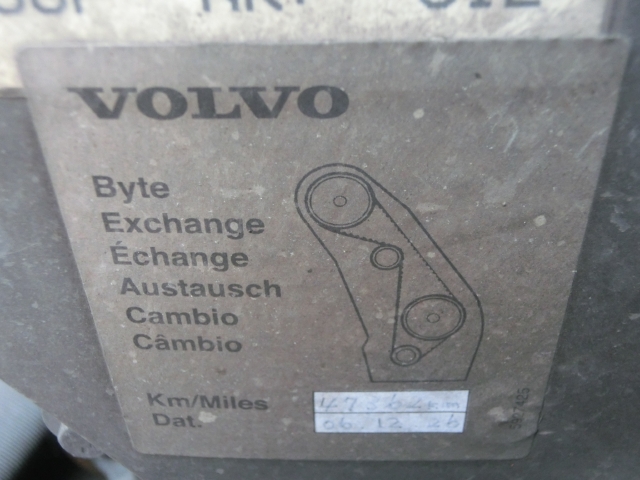 VOLVO
Byte
Exchange
Échange
Austausch
Cambio
Câmbio
Km/Miles
Dat. 06.12.26